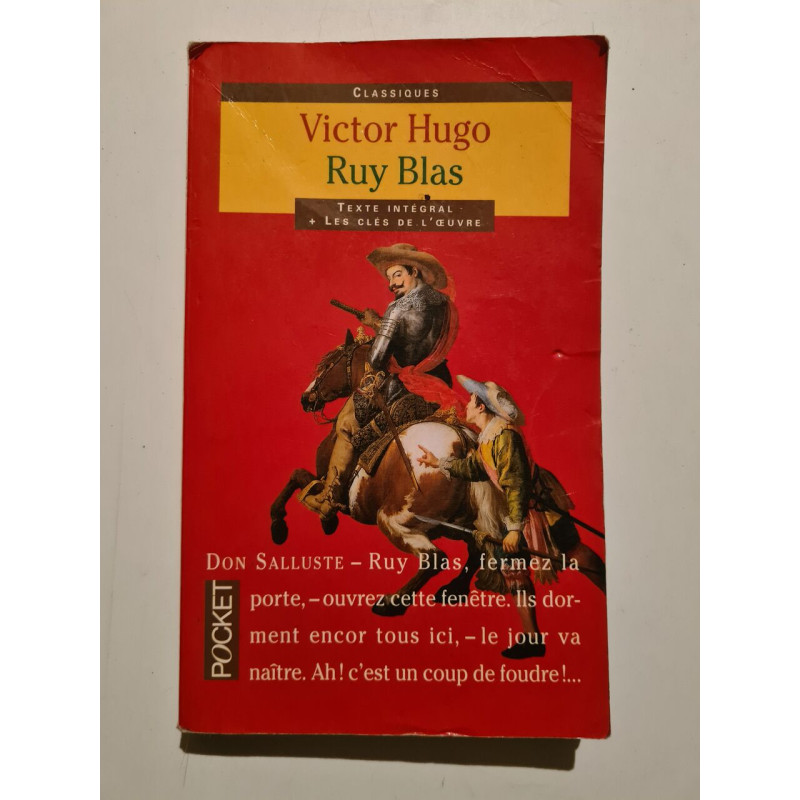 CLASSIQUES
Victor Hugo
Ruy Blas
TEXTE INTÉGRAL
+ LES CLÉS DE L'ŒUVRE
DON SALLUSTE – Ruy Blas, fermez la
porte, – ouvrez cette fenêtre. Ils dor-
ment encor tous ici, – le jour va
naître. Ah ! c'est un coup de foudre !...
POCKET